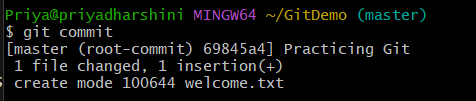 Priya@priyadharshini MINGW64 ~/GitDemo (master)
$ git commit
[master (root-commit) 69845a4] Practicing Git
 1 file changed, 1 insertion(+)
 create mode 100644 welcome.txt